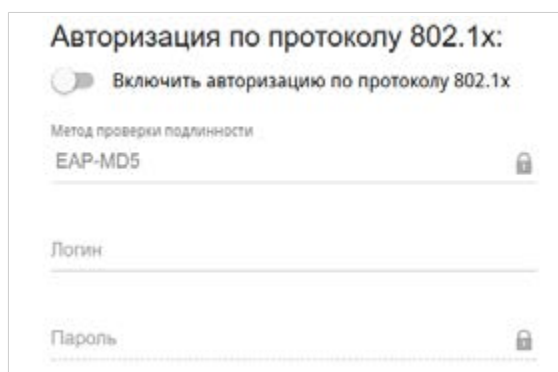 Авторизация по протоколу 802.1x:
Включить авторизацию по протоколу 802.1x
Метод проверки подлинности
EAP-MD5
Логин
Пароль